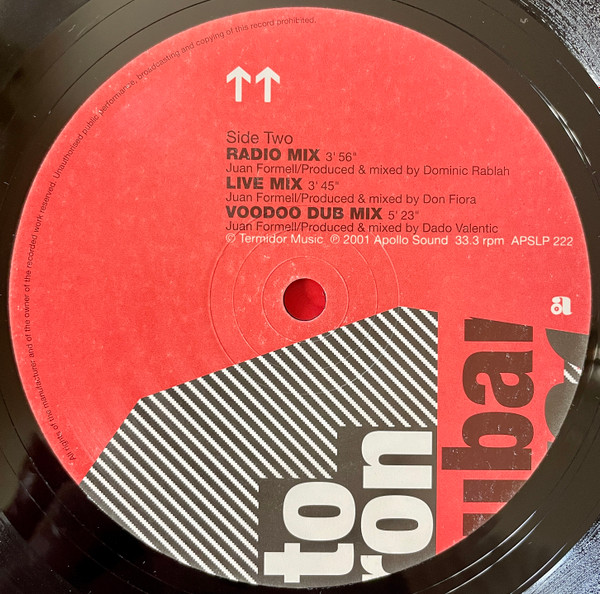 All rights of the manufacturer and of the owner of the recorded work reserved. Unauthorised public performance, broadcasting and copying of this record prohibited.
Side Two
RADIO MIX 3' 56"
Juan Formell/Produced & mixed by Dominic Rablah
LIVE MIX 3' 45"
Juan Formell/Produced & mixed by Don Fiora
VOODOO DUB MIX 5' 23"
Juan Formell/Produced & mixed by Dado Valentic
© Termidor Music ℗ 2001 Apollo Sound 33.3 rpm APSLP 222
a
to
ron